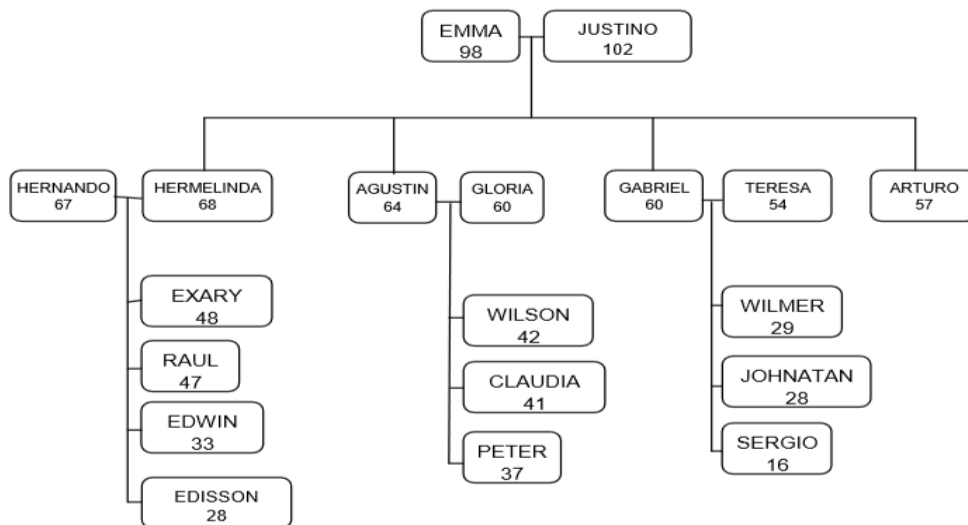 EMMA
98
JUSTINO
102
HERNANDO
67
HERMELINDA
68
AGUSTIN
64
GLORIA
60
GABRIEL
60
TERESA
54
ARTURO
57
EXARY
48
RAUL
47
EDWIN
33
EDISSON
28
WILSON
42
CLAUDIA
41
PETER
37
WILMER
29
JOHNATAN
28
SERGIO
16